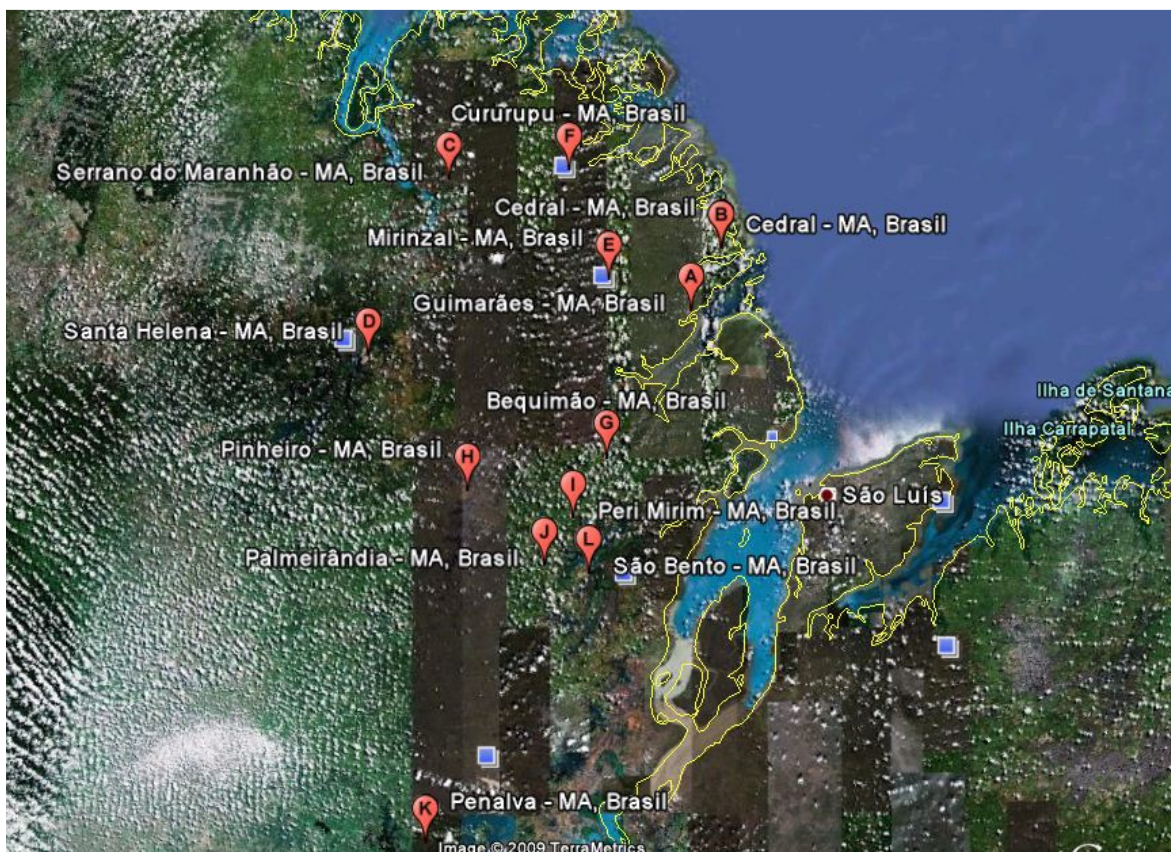 Cururupu - MA, Brasil
F
C
Serrano do Maranhão - MA, Brasil
Cedral - MA, Brasil
B
Cedral - MA, Brasil
Mirinzal - MA, Brasil
E
A
Guimarães - MA, Brasil
D
Santa Helena - MA, Brasil
Ilha de Santana
Bequimão - MA, Brasil
G
Ilha Carrapatal
Pinheiro - MA, Brasil
H
I
São Luís
Peri Mirim - MA, Brasil
J
L
Palmeirândia - MA, Brasil
São Bento - MA, Brasil
K
Penalva - MA, Brasil
Image © 2009 TerraMetrics